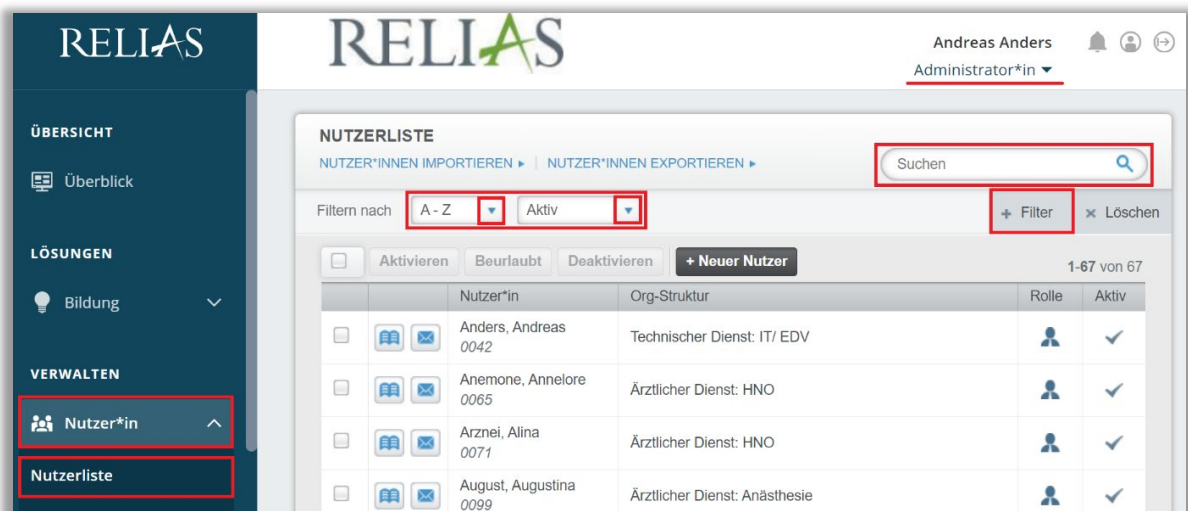 RELIAS
ÜBERSICHT
Überblick
LÖSUNGEN
Bildung
VERWALTEN
Nutzer*in
Nutzerliste
RELIAS
Andreas Anders
Administrator*in
NUTZERLISTE
NUTZER*INNEN IMPORTIEREN NUTZER*INNEN EXPORTIEREN
Suchen
Filtern nach A - Z Aktiv + Filter × Löschen
Aktivieren Beurlaubt Deaktivieren + Neuer Nutzer 1-67 von 67
Nutzer*in Org-Struktur Rolle Aktiv
Anders, Andreas
0042
Technischer Dienst: IT/ EDV
Anemone, Annelore
0065
Ärztlicher Dienst: HNO
Arznei, Alina
0071
Ärztlicher Dienst: HNO
August, Augustina
0099
Ärztlicher Dienst: Anästhesie